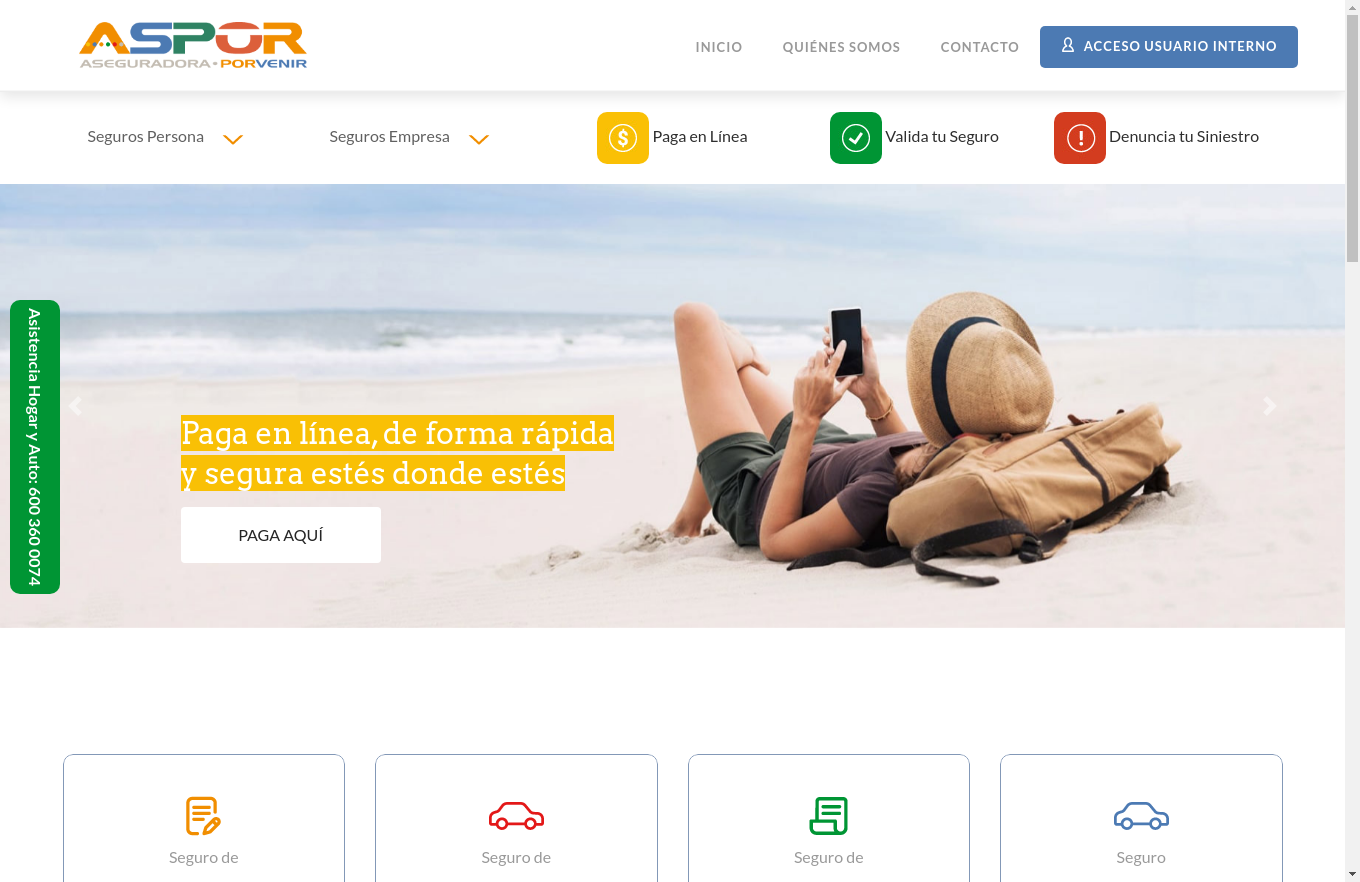 ASPOR
ASEGURADORA•PORVENIR
INICIO
QUIÉNES SOMOS
CONTACTO
ACCESO USUARIO INTERNO
Seguros Persona
Seguros Empresa
Paga en Línea
Valida tu Seguro
Denuncia tu Siniestro
Asistencia Hogar y Auto: 600 360 0074
Paga en línea, de forma rápida
y segura estés donde estés
PAGA AQUÍ
Seguro de
Seguro de
Seguro de
Seguro